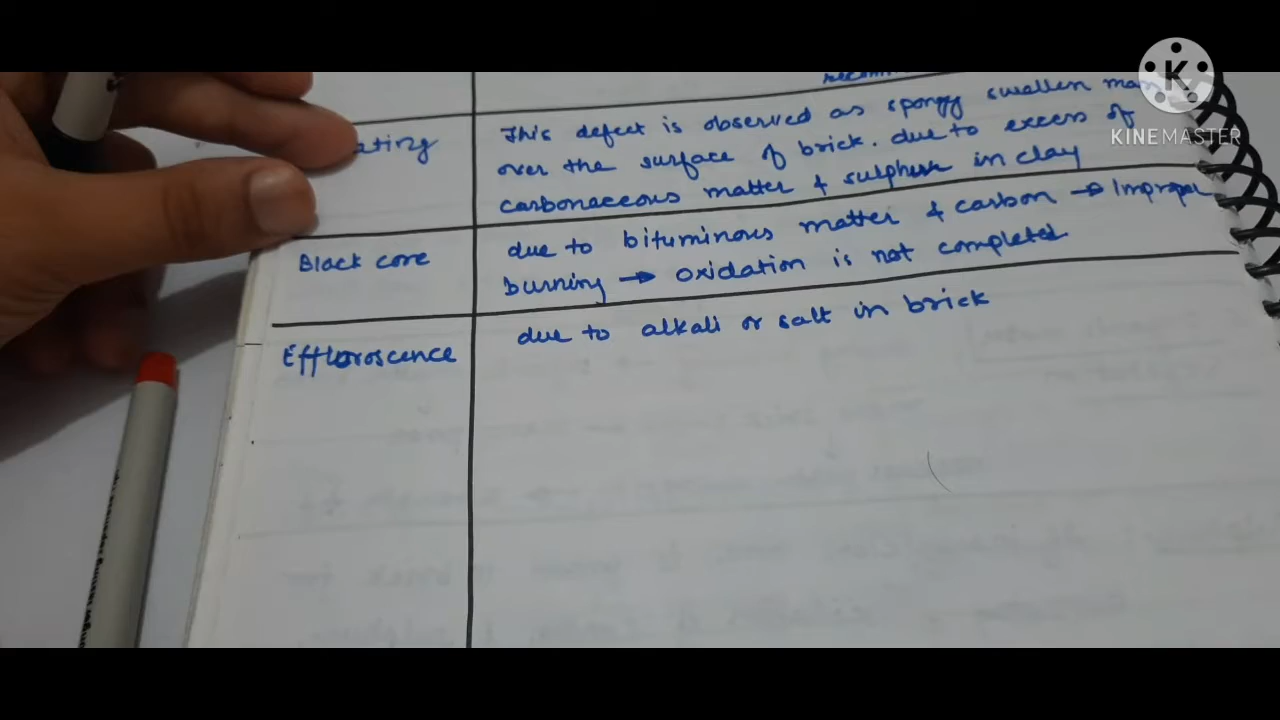 This defect is observed as spongy swollen mass
ating over the surface of brick. due to excess of
carbonaceous matter & sulphur in clay
Black core due to bituminous matter & carbon → Improper
burning → oxidation is not completed
Effloroscence due to alkali or salt in brick
K
KINEMASTER